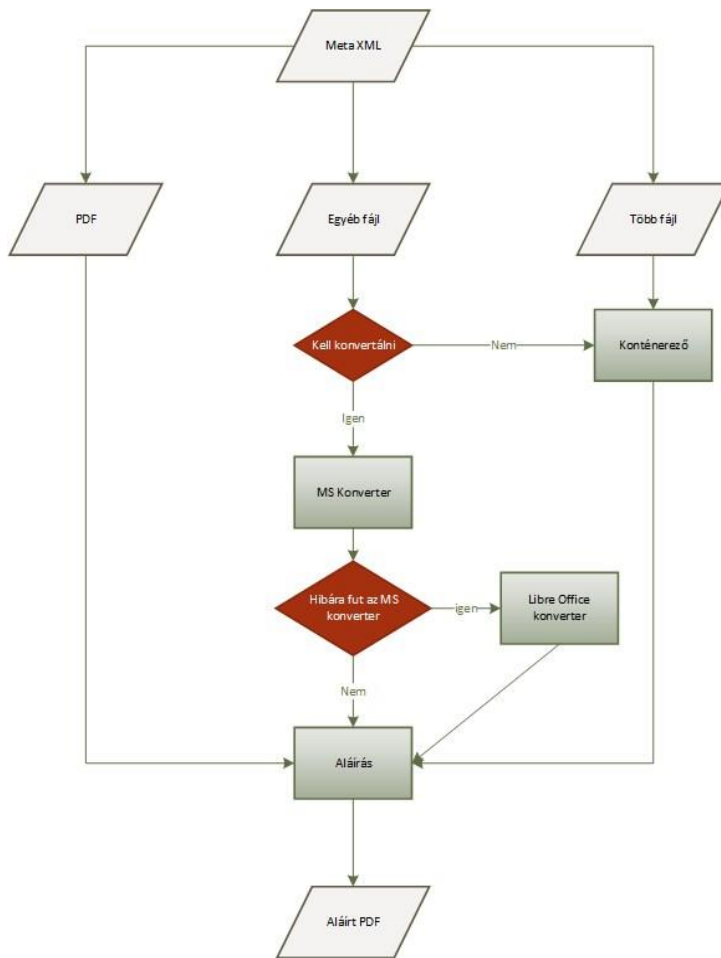 Meta XML
PDF
Egyéb fájl
Több fájl
Kell konvertálni
Nem
Konténerező
Igen
MS Konverter
Hibára fut az MS
konverter
igen
Libre Office
konverter
Nem
Aláírás
Aláírt PDF